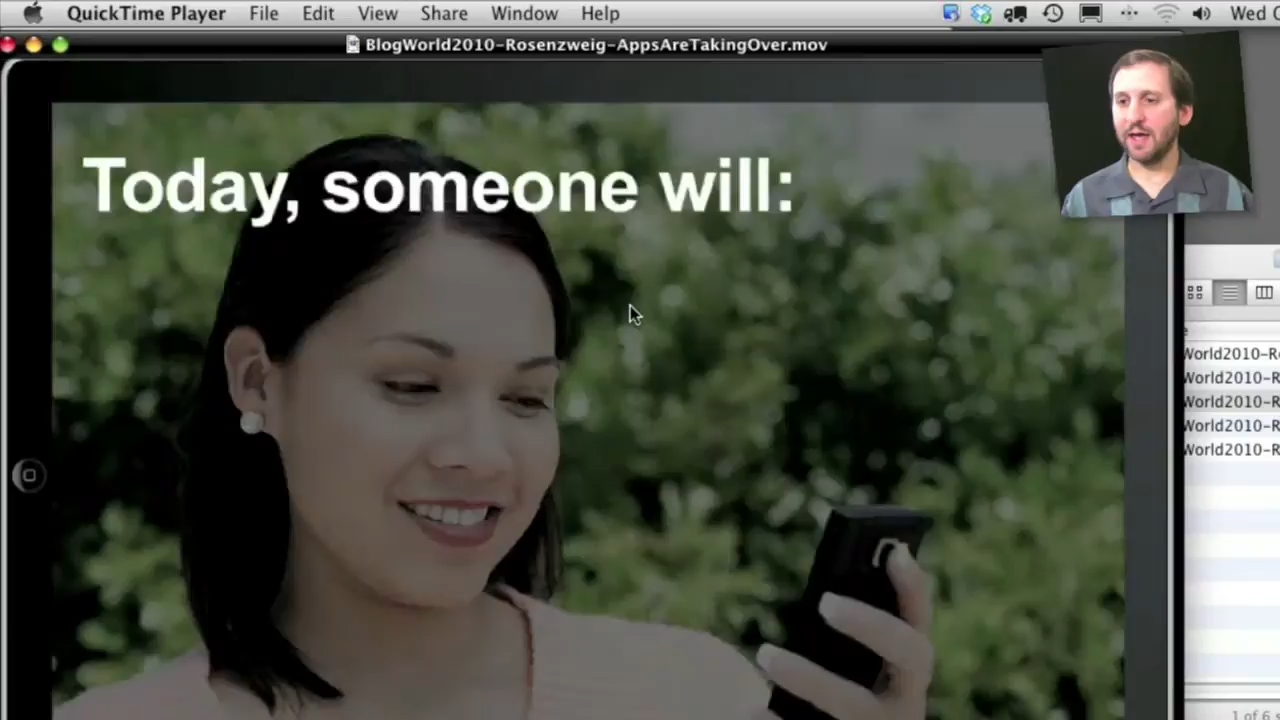 QuickTime Player File Edit View Share Window Help Wed
BlogWorld2010-Rosenzweig-AppsAreTakingOver.mov
Today, someone will:
World2010-R
World2010-R
World2010-R
World2010-R
World2010-R
1 of 6